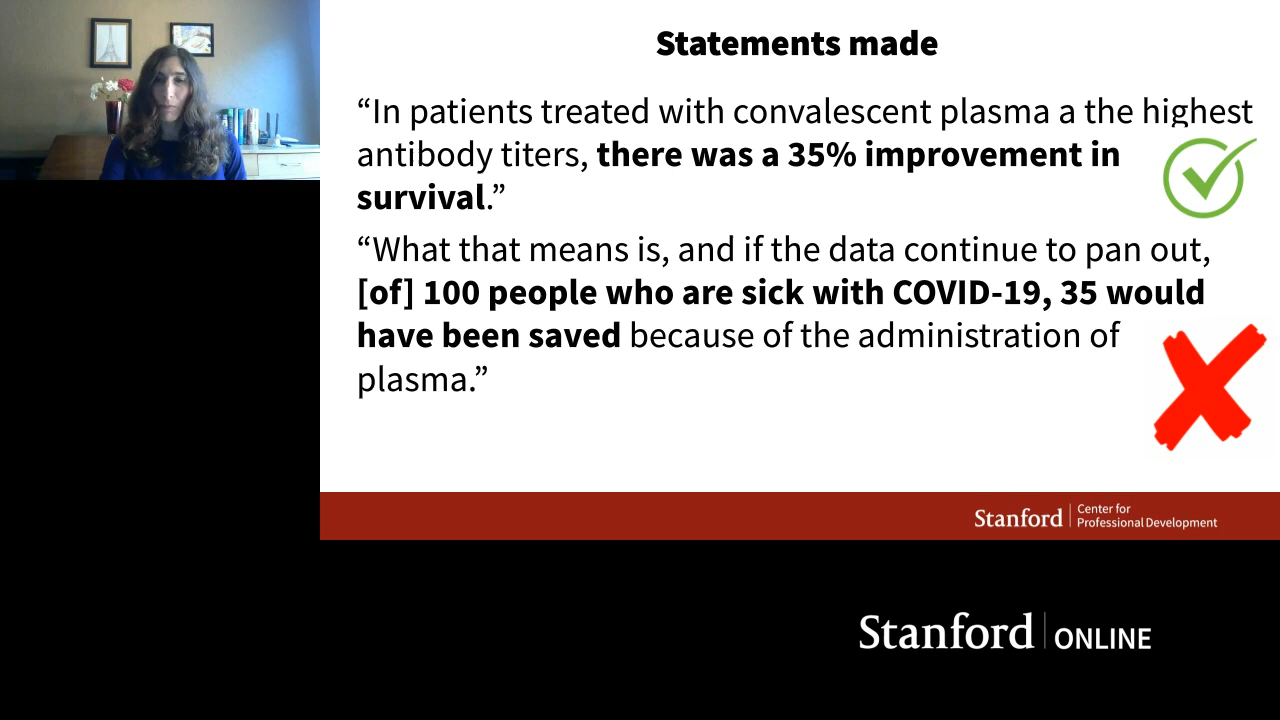 Statements made
“In patients treated with convalescent plasma a the highest
antibody titers, there was a 35% improvement in
survival.”
“What that means is, and if the data continue to pan out,
[of] 100 people who are sick with COVID-19, 35 would
have been saved because of the administration of
plasma.”
Stanford
Center for
Professional Development
Stanford ONLINE